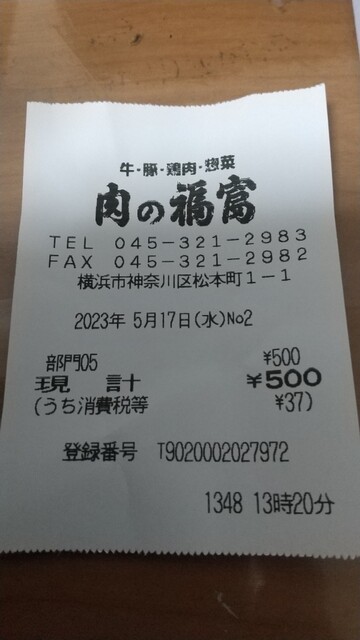 牛・豚・鶏肉・惣菜
肉の福富
TEL 045-321-2983
FAX 045-321-2982
横浜市神奈川区松本町1-1
2023年 5月17日(水)No2
部門05 ¥500
現 計 ¥500
(うち消費税等 ¥37)
登録番号 T9020002027972
1348 13時20分